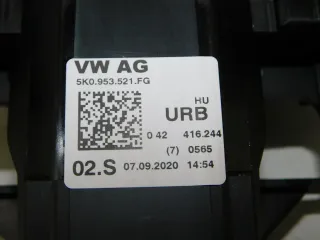 VW AG
5K0.953.521.FG
HU
URB
0 42 416.244
(7) 0565
02.S 07.09.2020 14:54